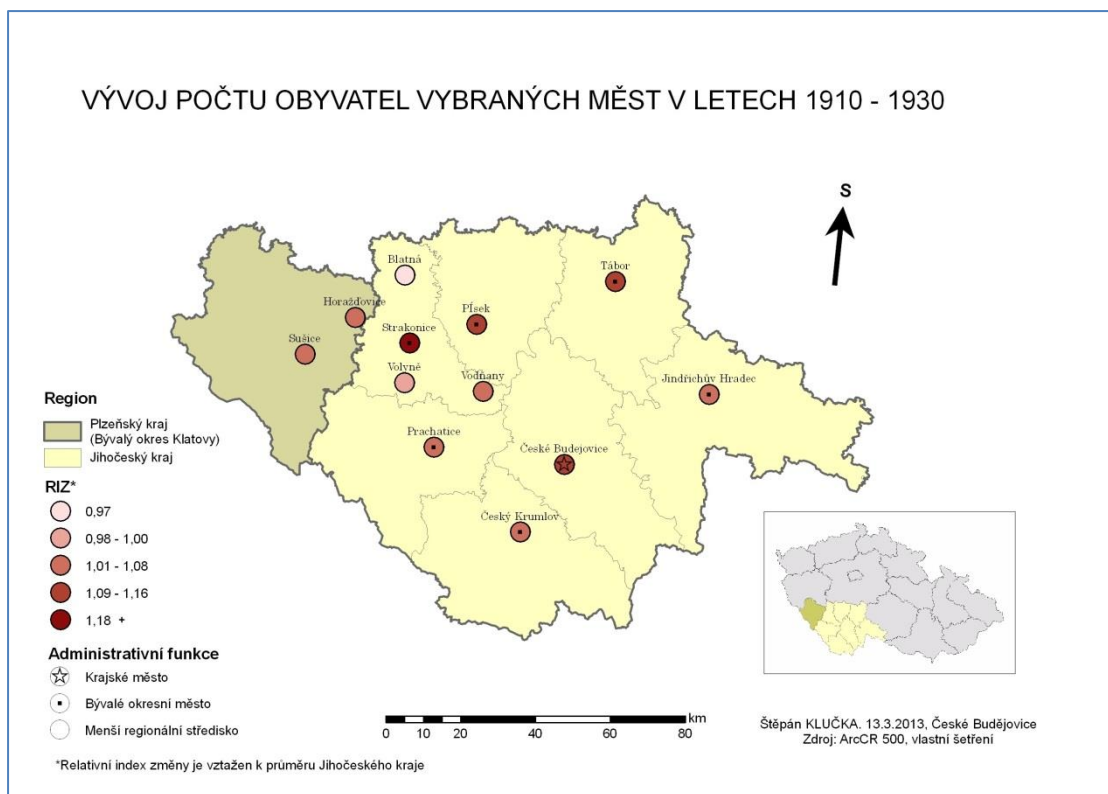 VÝVOJ POČTU OBYVATEL VYBRANÝCH MĚST V LETECH 1910 - 1930
S
Blatná
Tábor
Horažďovice
Písek
Strakonice
Sušice
Volyně
Vodňany
Jindřichův Hradec
Prachatice
České Budejovice
Český Krumlov
Region
Plzeňský kraj
(Bývalý okres Klatovy)
Jihočeský kraj
RIZ*
0,97
0,98 - 1,00
1,01 - 1,08
1,09 - 1,16
1,18 +
Administrativní funkce
Krajské město
Bývalé okresní město
Menší regionální středisko
km
0 10 20 40 60 80
Štěpán KLUČKA. 13.3.2013, České Budějovice
Zdroj: ArcCR 500, vlastní šetření
*Relativní index změny je vztažen k průměru Jihočeského kraje